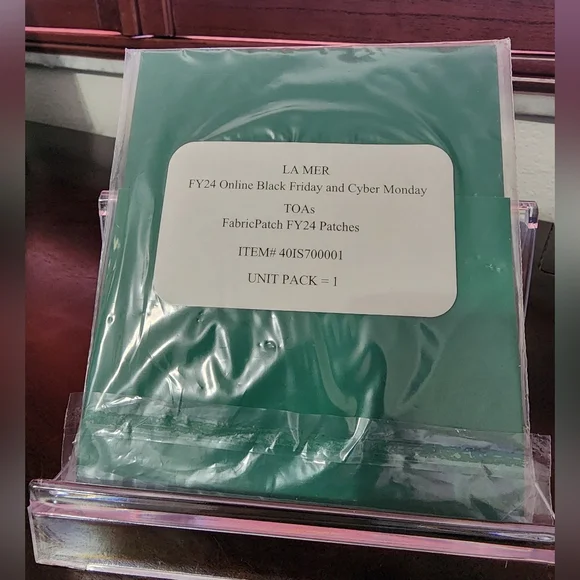 LA MER
FY24 Online Black Friday and Cyber Monday
TOAs
FabricPatch FY24 Patches
ITEM# 40IS700001
UNIT PACK = 1